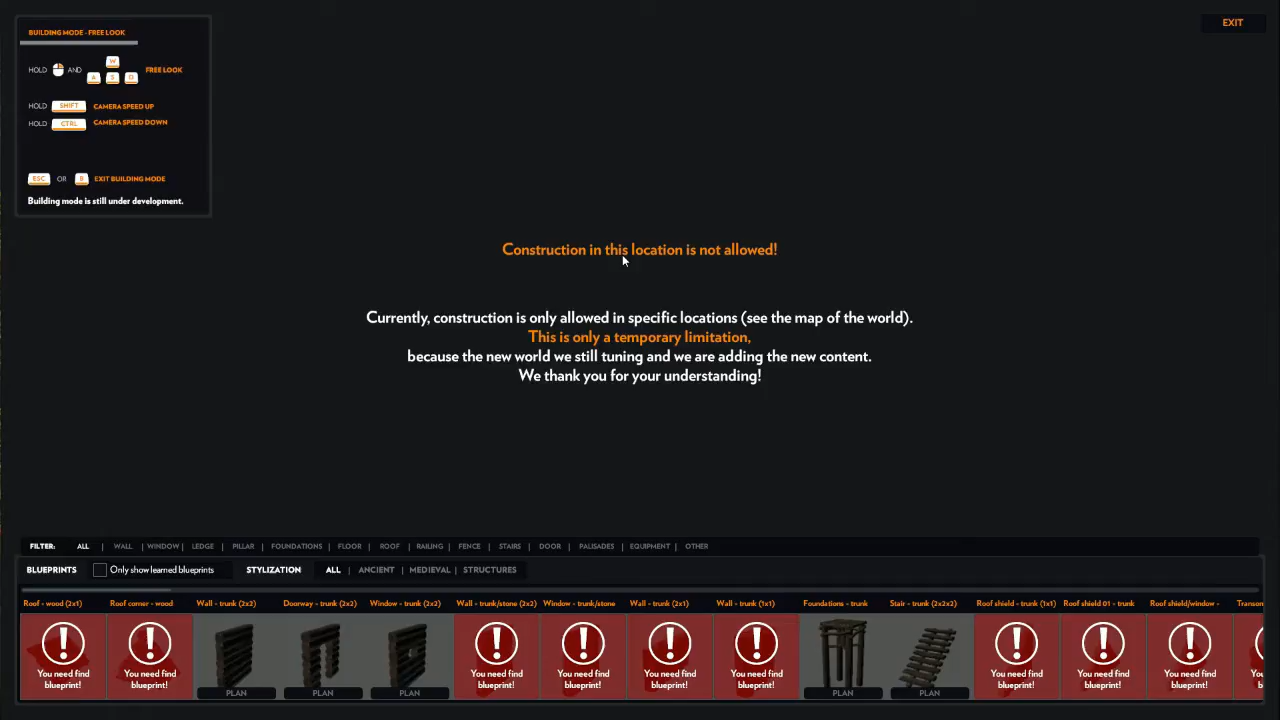 BUILDING MODE - FREE LOOK
EXIT
HOLD AND W A S D FREE LOOK
HOLD SHIFT CAMERA SPEED UP
HOLD CTRL CAMERA SPEED DOWN
ESC OR B EXIT BUILDING MODE
Building mode is still under development.
Construction in this location is not allowed!
Currently, construction is only allowed in specific locations (see the map of the world).
This is only a temporary limitation,
because the new world we still tuning and we are adding the new content.
We thank you for your understanding!
FILTER: ALL | WALL | WINDOW | LEDGE | PILLAR | FOUNDATIONS | FLOOR | ROOF | RAILING | FENCE | STAIRS | DOOR | PALISADES | EQUIPMENT | OTHER
BLUEPRINTS Only show learned blueprints STYLIZATION ALL | ANCIENT | MEDIEVAL | STRUCTURES
Roof - wood (2x1) Roof corner - wood Wall - trunk (2x2) Doorway - trunk (2x2) Window - trunk (2x2) Wall - trunk/stone (2x2) Window - trunk/stone Wall - trunk (2x1) Wall - trunk (1x1) Foundations - trunk Stair - trunk (2x2x2) Roof shield - trunk (1x1) Roof shield 01 - trunk Roof shield/window - Transom
You need find You need find You need find You need find You need find You need find You need find You need find You need find You
blueprint! blueprint! blueprint! blueprint! blueprint! blueprint! blueprint! blueprint! blueprint! b
PLAN PLAN PLAN PLAN PLAN